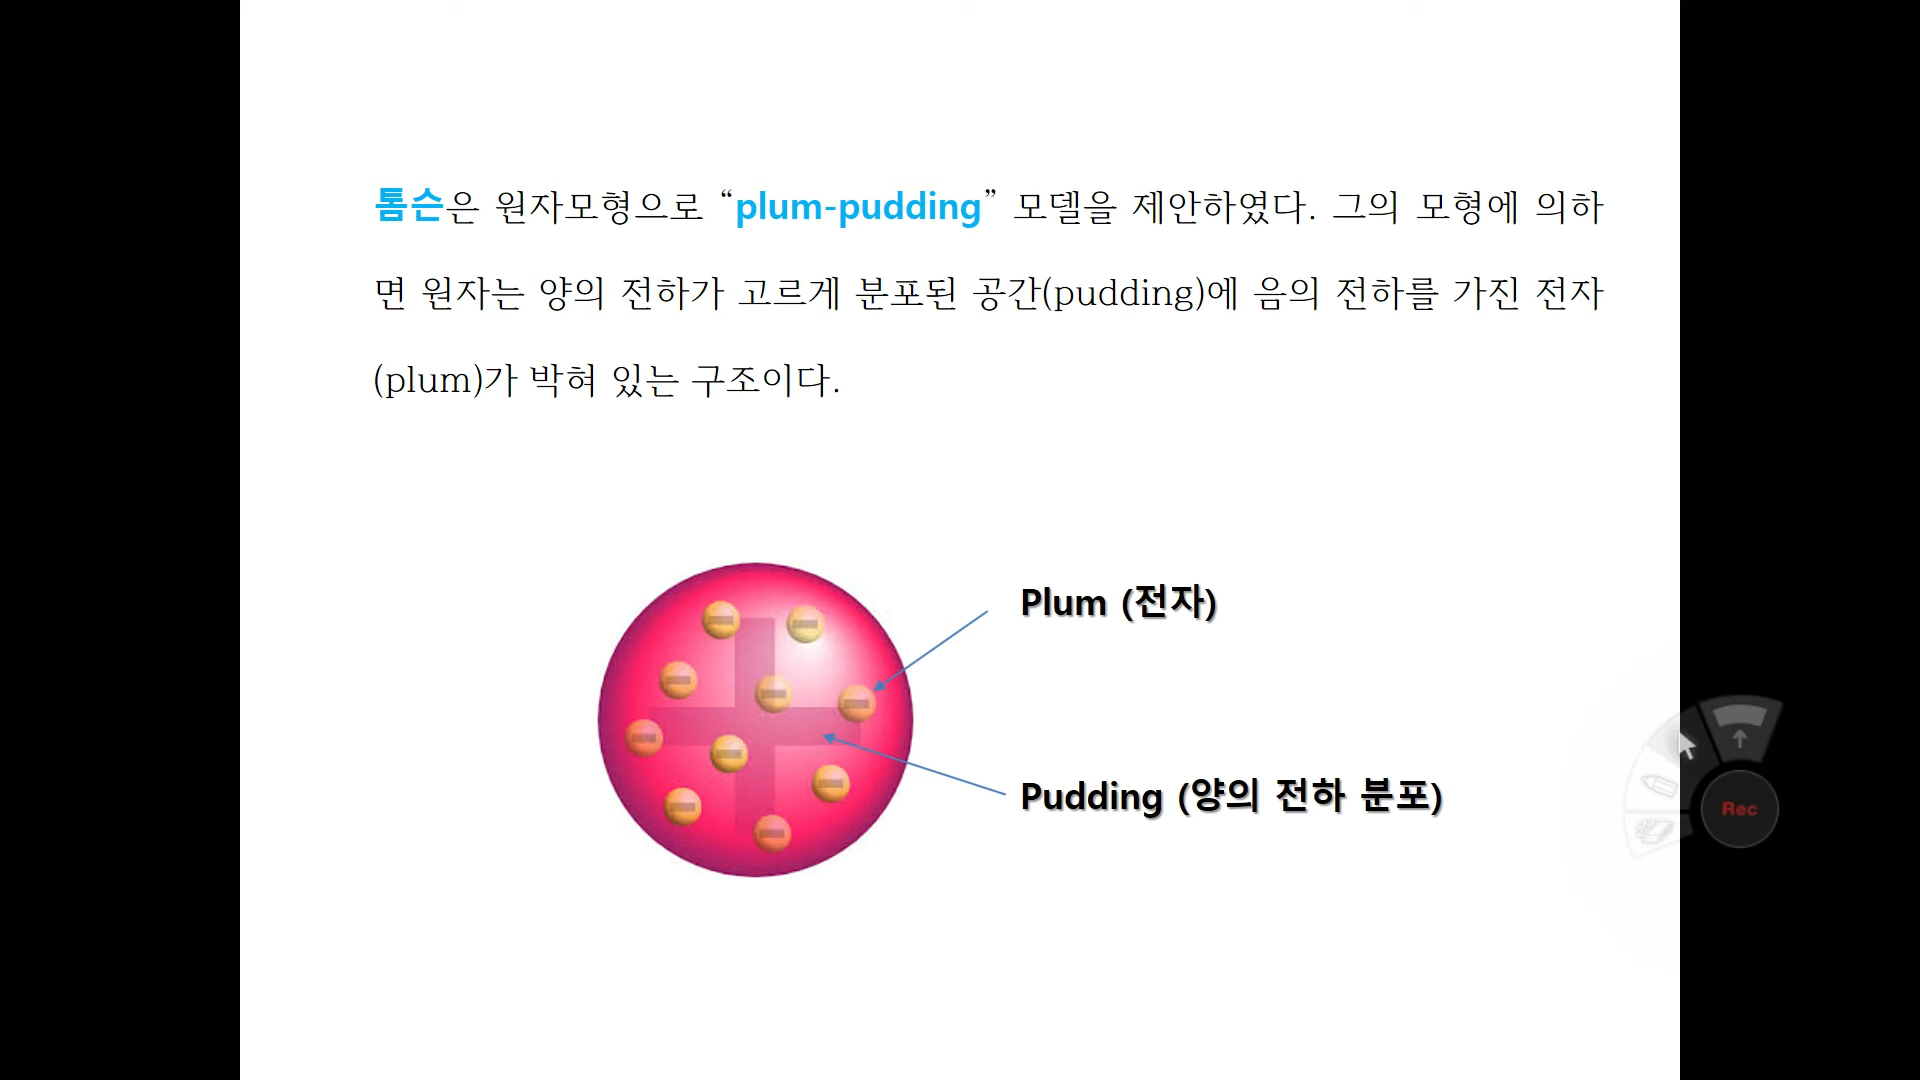 톰슨은 원자모형으로 “plum-pudding” 모델을 제안하였다. 그의 모형에 의하
면 원자는 양의 전하가 고르게 분포된 공간(pudding)에 음의 전하를 가진 전자
(plum)가 박혀 있는 구조이다.
Plum (전자)
Pudding (양의 전하 분포)
Rec